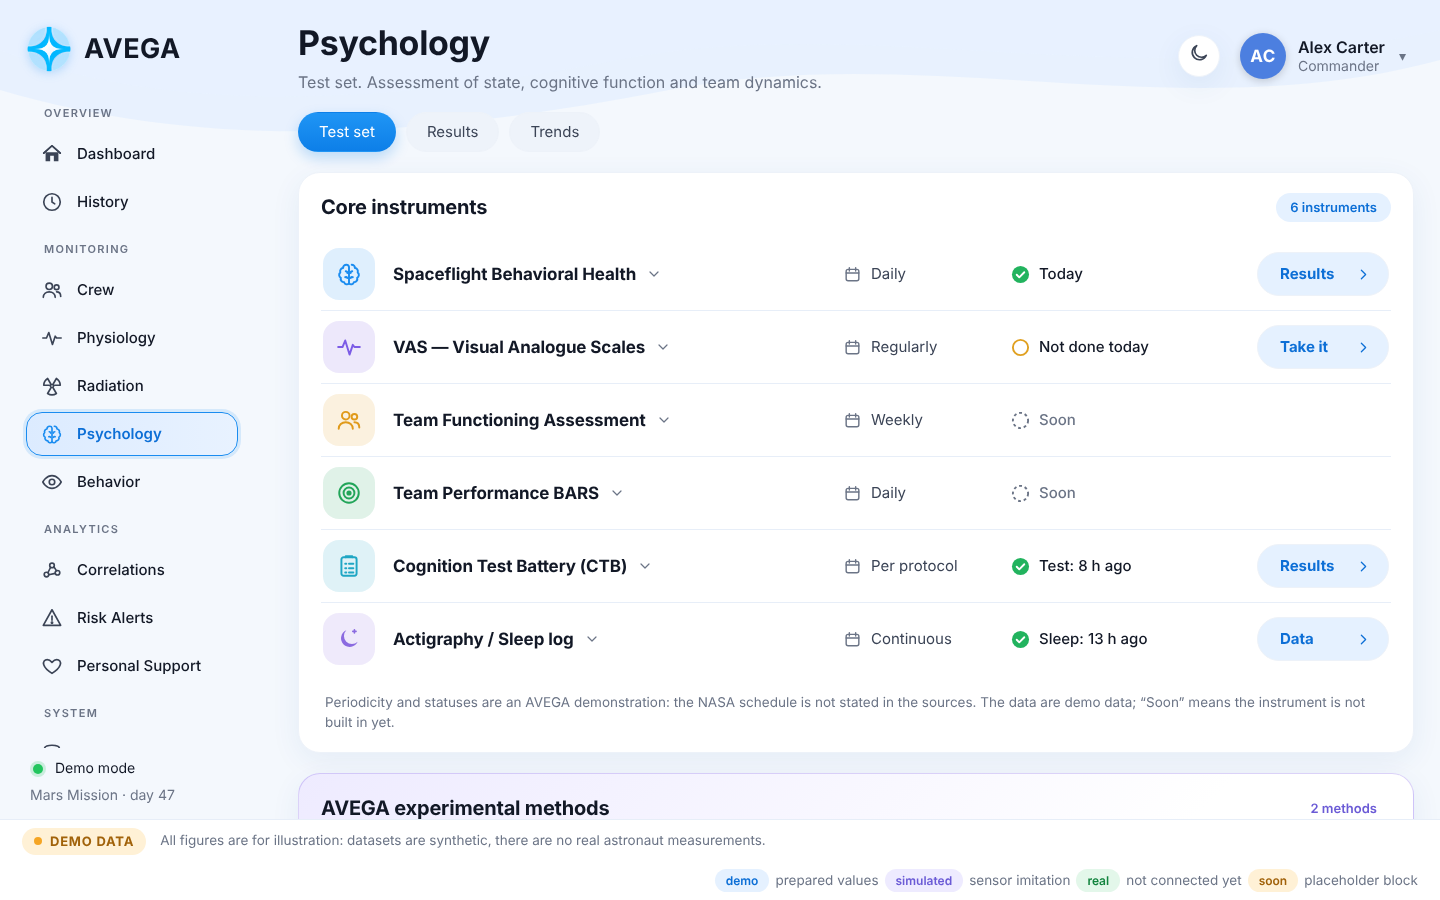 AVEGA
OVERVIEW
Dashboard
History
MONITORING
Crew
Physiology
Radiation
Psychology
Behavior
ANALYTICS
Correlations
Risk Alerts
Personal Support
SYSTEM
Demo mode
Mars Mission · day 47
Psychology
Test set. Assessment of state, cognitive function and team dynamics.
AC
Alex Carter
Commander
Test set
Results
Trends
Core instruments
6 instruments
Spaceflight Behavioral Health
Daily
Today
Results
VAS — Visual Analogue Scales
Regularly
Not done today
Take it
Team Functioning Assessment
Weekly
Soon
Team Performance BARS
Daily
Soon
Cognition Test Battery (CTB)
Per protocol
Test: 8 h ago
Results
Actigraphy / Sleep log
Continuous
Sleep: 13 h ago
Data
Periodicity and statuses are an AVEGA demonstration: the NASA schedule is not stated in the sources. The data are demo data; “Soon” means the instrument is not
built in yet.
AVEGA experimental methods
2 methods
DEMO DATA
All figures are for illustration: datasets are synthetic, there are no real astronaut measurements.
demo prepared values simulated sensor imitation real not connected yet soon placeholder block